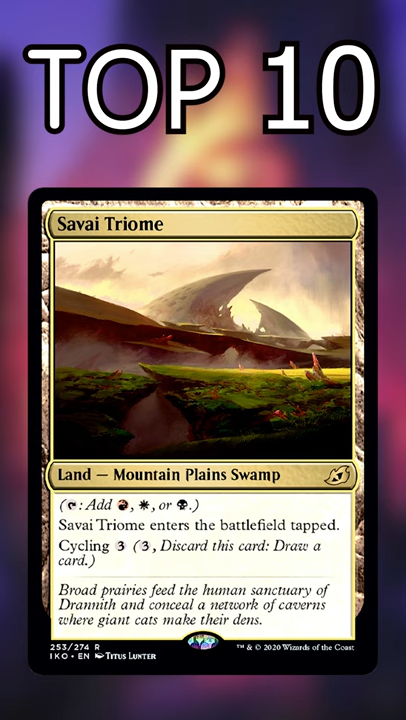 TOP 10
Savai Triome
Land — Mountain Plains Swamp
(: Add , , or .)
Savai Triome enters the battlefield tapped.
Cycling 3 (3, Discard this card: Draw a
card.)
Broad prairies feed the human sanctuary of
Drannith and conceal a network of caverns
where giant cats make their dens.
253/274 R
IKO • EN Titus Lunter
™ & © 2020 Wizards of the Coast